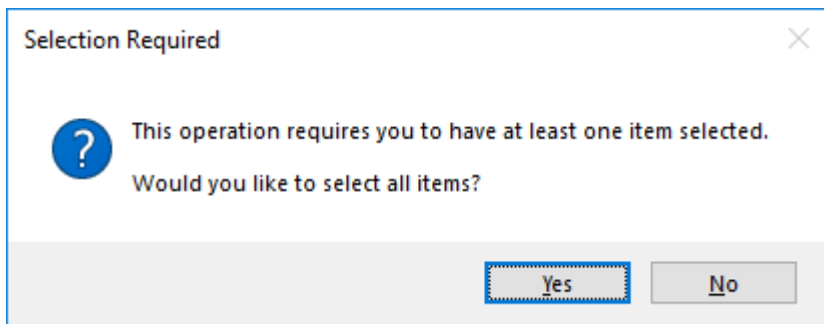 Selection Required
This operation requires you to have at least one item selected.
Would you like to select all items?
Yes No